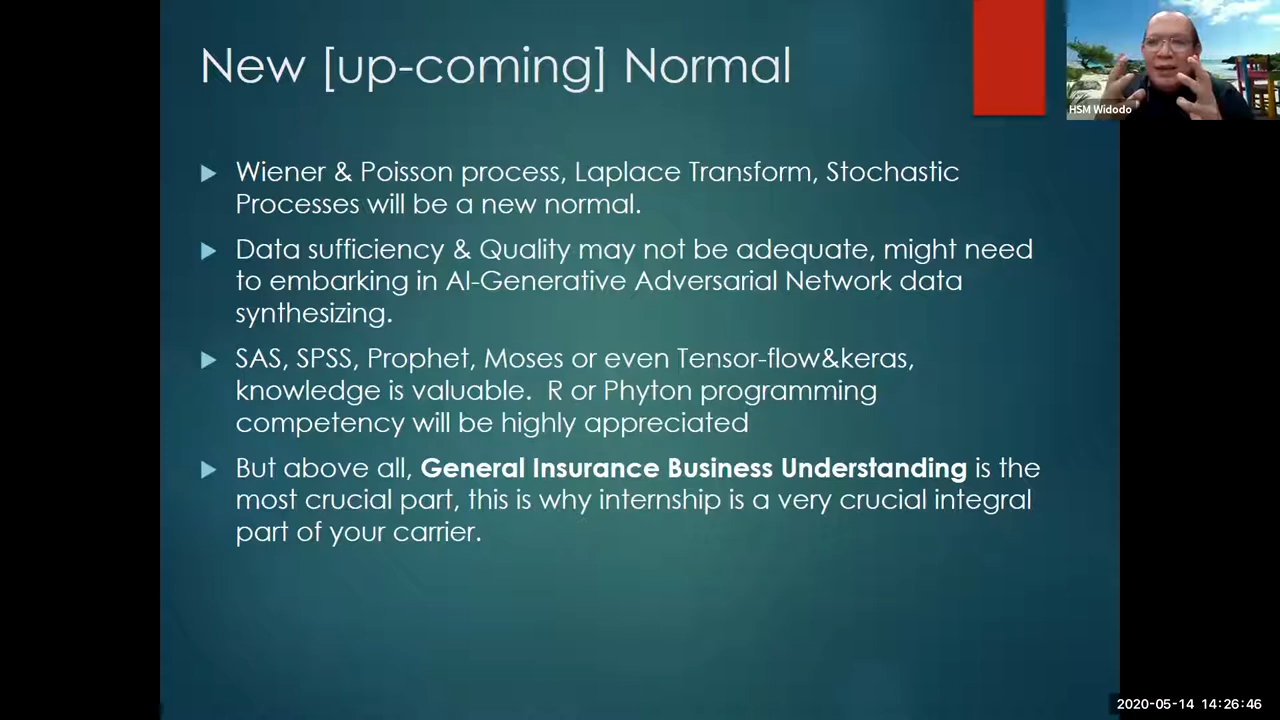 New [up-coming] Normal
HSM Widodo
Wiener & Poisson process, Laplace Transform, Stochastic
Processes will be a new normal.
Data sufficiency & Quality may not be adequate, might need
to embarking in AI-Generative Adversarial Network data
synthesizing.
SAS, SPSS, Prophet, Moses or even Tensor-flow&keras,
knowledge is valuable.  R or Phyton programming
competency will be highly appreciated
But above all, General Insurance Business Understanding is the
most crucial part, this is why internship is a very crucial integral
part of your carrier.
2020-05-14 14:26:46